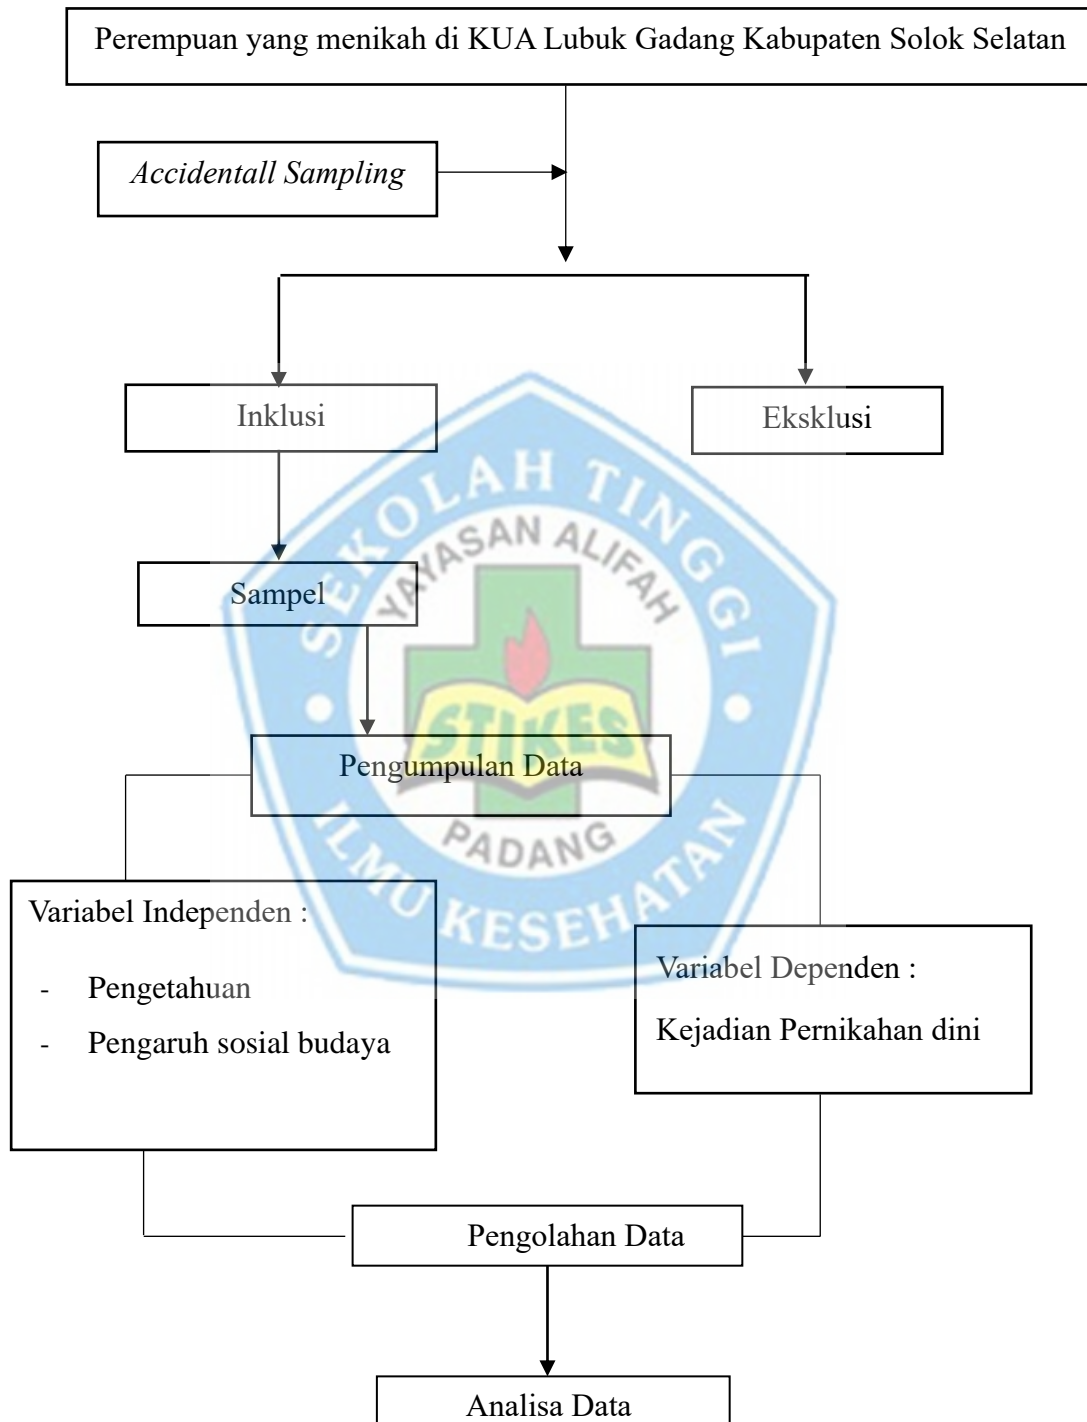 Perempuan yang menikah di KUA Lubuk Gadang Kabupaten Solok Selatan
Accidentall Sampling
Inklusi
Eksklusi
SEKOLAH TINGGI
YAYASAN ALIFAH
Sampel
STIKES
Pengumpulan Data
PADANG
ILMU KESEHATAN
Variabel Independen :
- Pengetahuan
- Pengaruh sosial budaya
Variabel Dependen :
Kejadian Pernikahan dini
Pengolahan Data
Analisa Data